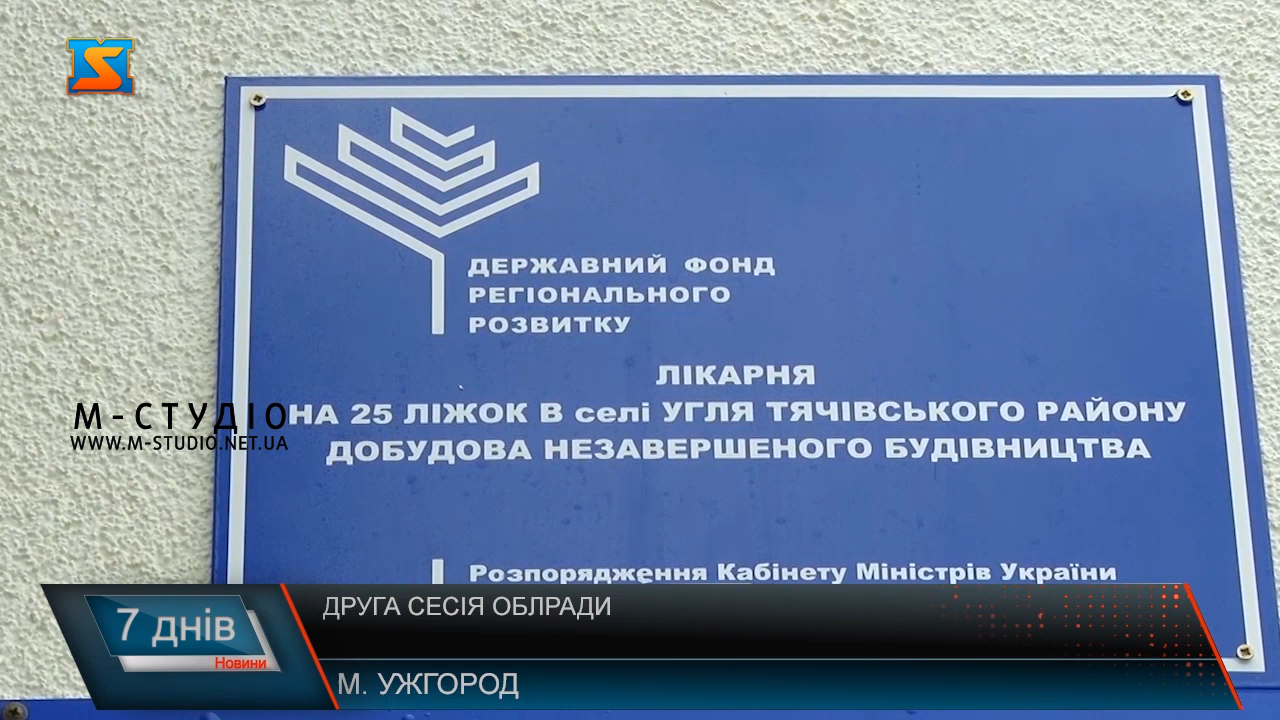 ДЕРЖАВНИЙ ФОНД
РЕГІОНАЛЬНОГО
РОЗВИТКУ
ЛІКАРНЯ
НА 25 ЛІЖОК В селі УГЛЯ ТЯЧІВСЬКОГО РАЙОНУ
ДОБУДОВА НЕЗАВЕРШЕНОГО БУДІВНИЦТВА
М-СТУДІО
WWW.M-STUDIO.NET.UA
Розпорядження Кабінету Міністрів України
7 днів
Новини
ДРУГА СЕСІЯ ОБЛРАДИ
М. УЖГОРОД